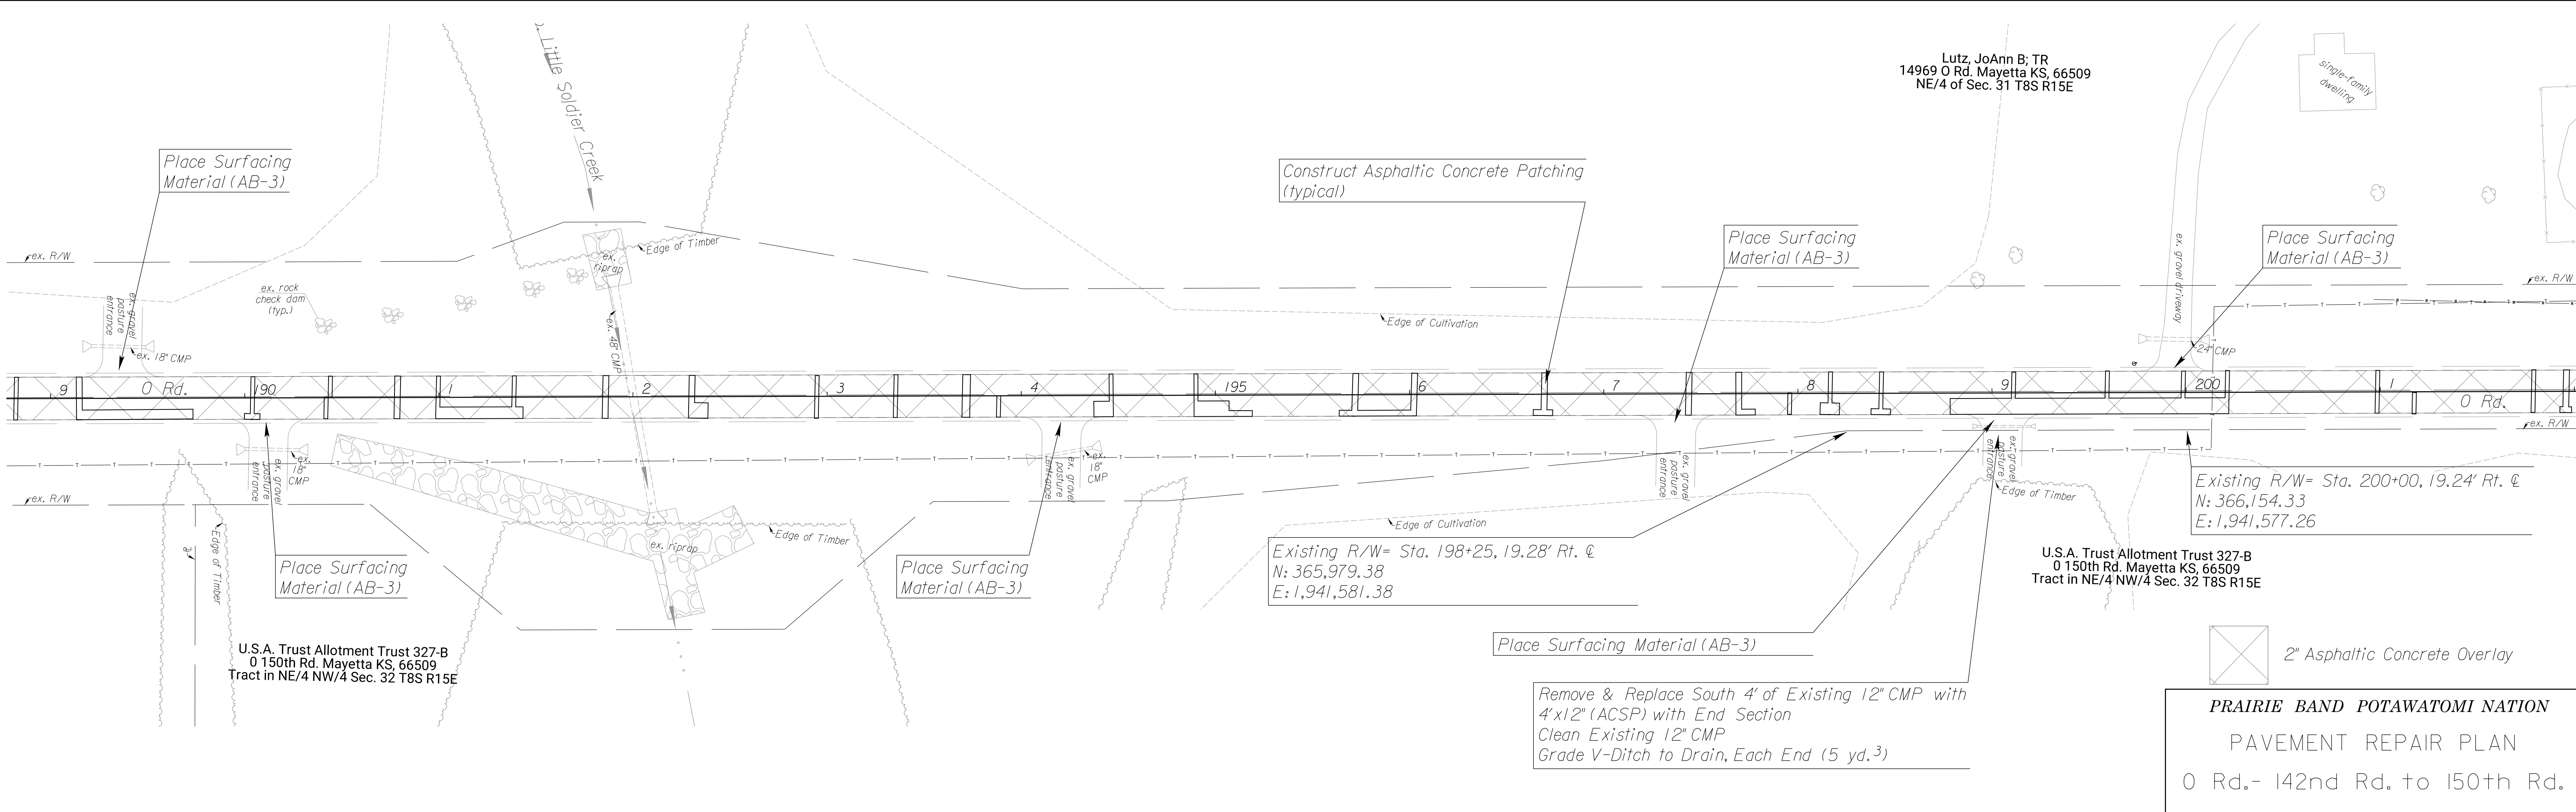 Little Soldier Creek
Lutz, JoAnn B; TR
14969 O Rd. Mayetta KS, 66509
NE/4 of Sec. 31 T8S R15E
single-family
dwelling
Place Surfacing
Material (AB-3)
Construct Asphaltic Concrete Patching
(typical)
Place Surfacing
Material (AB-3)
Place Surfacing
Material (AB-3)
ex. R/W
Edge of Timber
ex.
riprap
ex. rock
check dam
(typ.)
ex. gravel
pasture
entrance
ex. 18" CMP
ex. 48" CMP
Edge of Cultivation
ex. gravel driveway
24" CMP
ex. R/W
9
O Rd.
190
1
2
3
4
195
6
7
8
9
200
1
O Rd.
ex. R/W
ex. gravel
pasture
entrance
ex.
18"
CMP
ex. gravel
pasture
entrance
ex.
18"
CMP
ex. gravel
pasture
entrance
ex. gravel
pasture
entrance
ex. R/W
Edge of Timber
Edge of Timber
ex. riprap
Edge of Cultivation
Edge of Timber
Place Surfacing
Material (AB-3)
Place Surfacing
Material (AB-3)
Existing R/W= Sta. 198+25, 19.28' Rt. ℄
N: 365,979.38
E: 1,941,581.38
Existing R/W= Sta. 200+00, 19.24' Rt. ℄
N: 366,154.33
E: 1,941,577.26
U.S.A. Trust Allotment Trust 327-B
0 150th Rd. Mayetta KS, 66509
Tract in NE/4 NW/4 Sec. 32 T8S R15E
U.S.A. Trust Allotment Trust 327-B
0 150th Rd. Mayetta KS, 66509
Tract in NE/4 NW/4 Sec. 32 T8S R15E
Place Surfacing Material (AB-3)
Remove & Replace South 4' of Existing 12" CMP with
4'x12" (ACSP) with End Section
Clean Existing 12" CMP
Grade V-Ditch to Drain, Each End (5 yd.³)
2" Asphaltic Concrete Overlay
PRAIRIE BAND POTAWATOMI NATION
PAVEMENT REPAIR PLAN
O Rd.- 142nd Rd. to 150th Rd.